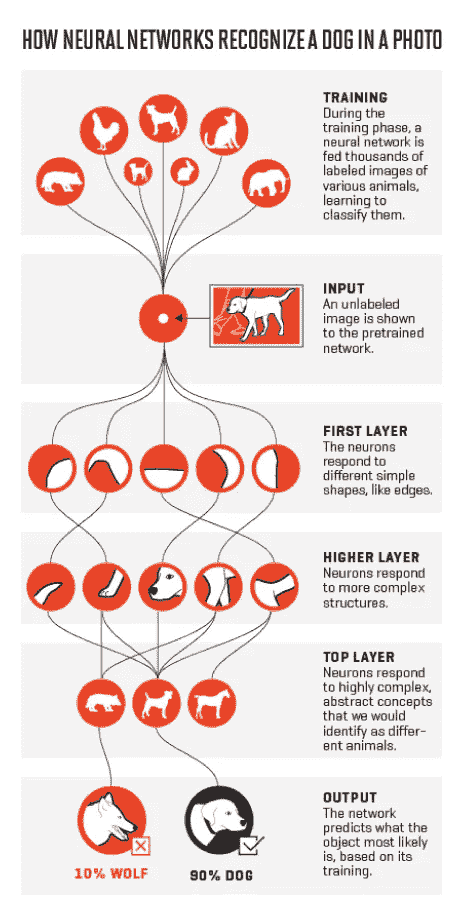 HOW NEURAL NETWORKS RECOGNIZE A DOG IN A PHOTO
TRAINING
During the
training phase, a
neural network is
fed thousands of
labeled images of
various animals,
learning to
classify them.
INPUT
An unlabeled
image is shown
to the pretrained
network.
FIRST LAYER
The neurons
respond to
different simple
shapes, like edges.
HIGHER LAYER
Neurons respond
to more complex
structures.
TOP LAYER
Neurons respond
to highly complex,
abstract concepts
that we would
identify as differ-
ent animals.
OUTPUT
The network
predicts what the
object most likely
is, based on its
training.
10% WOLF
90% DOG